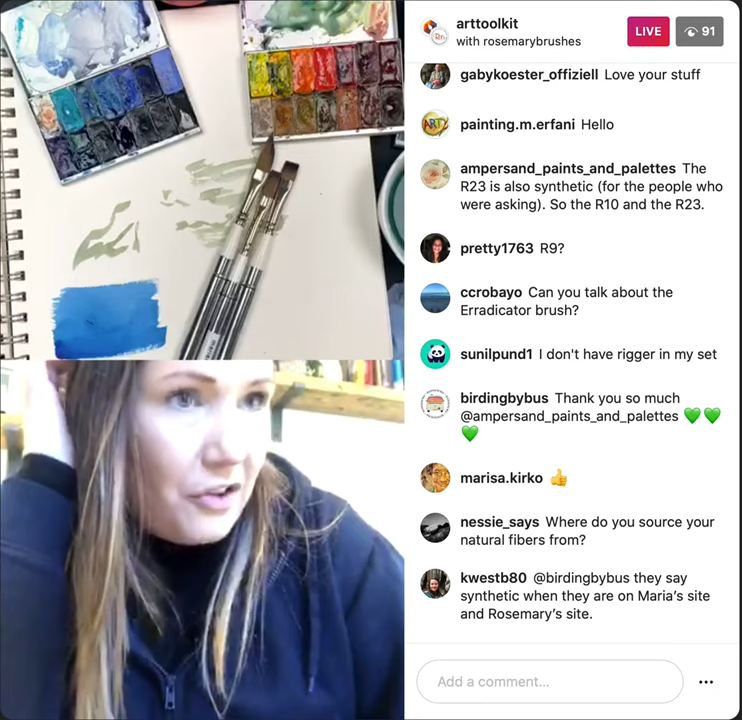 arttoolkit
with rosemarybrushes
LIVE
91
gabykoester_offiziell Love your stuff
painting.m.erfani Hello
ampersand_paints_and_palettes The
R23 is also synthetic (for the people who
were asking). So the R10 and the R23.
pretty1763 R9?
ccrobayo Can you talk about the
Erradicator brush?
sunilpund1 I don't have rigger in my set
birdingbybus Thank you so much
@ampersand_paints_and_palettes 💚💚
💚
marisa.kirko 👍
nessie_says Where do you source your
natural fibers from?
kwestb80 @birdingbybus they say
synthetic when they are on Maria's site
and Rosemary's site.
Add a comment...